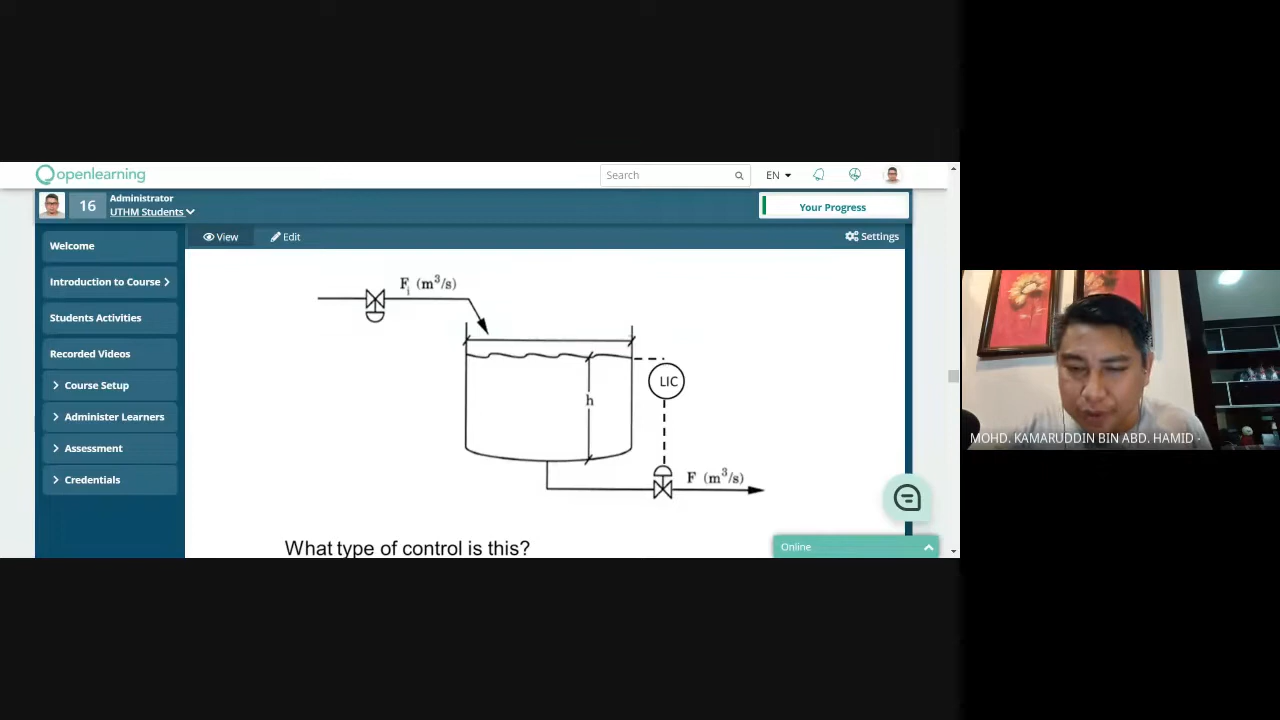 openlearning
Search
EN
16
Administrator
UTHM Students
Your Progress
View
Edit
Settings
Welcome
Introduction to Course
Students Activities
Recorded Videos
Course Setup
Administer Learners
Assessment
Credentials
Fi (m³/s)
LIC
h
F (m³/s)
What type of control is this?
Online
MOHD. KAMARUDDIN BIN ABD. HAMID -